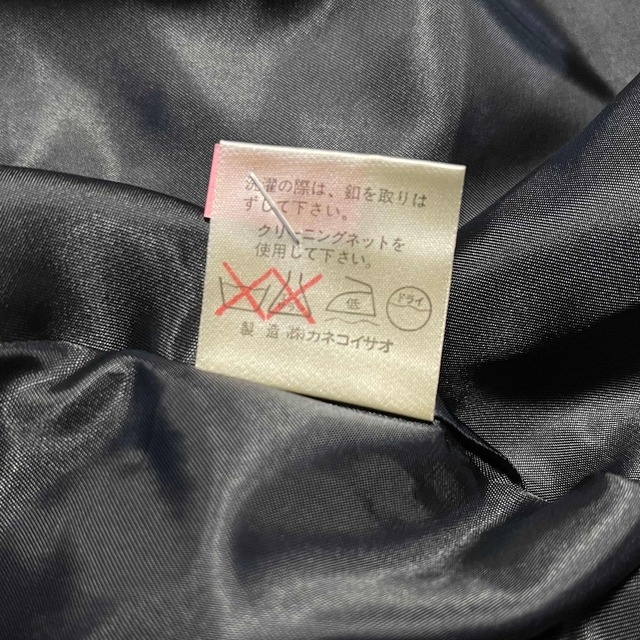 洗濯の際は、釦を取りは
ずして下さい。
クリーニングネットを
使用して下さい。
低 ドライ
製造 ㈱カネコイサオ